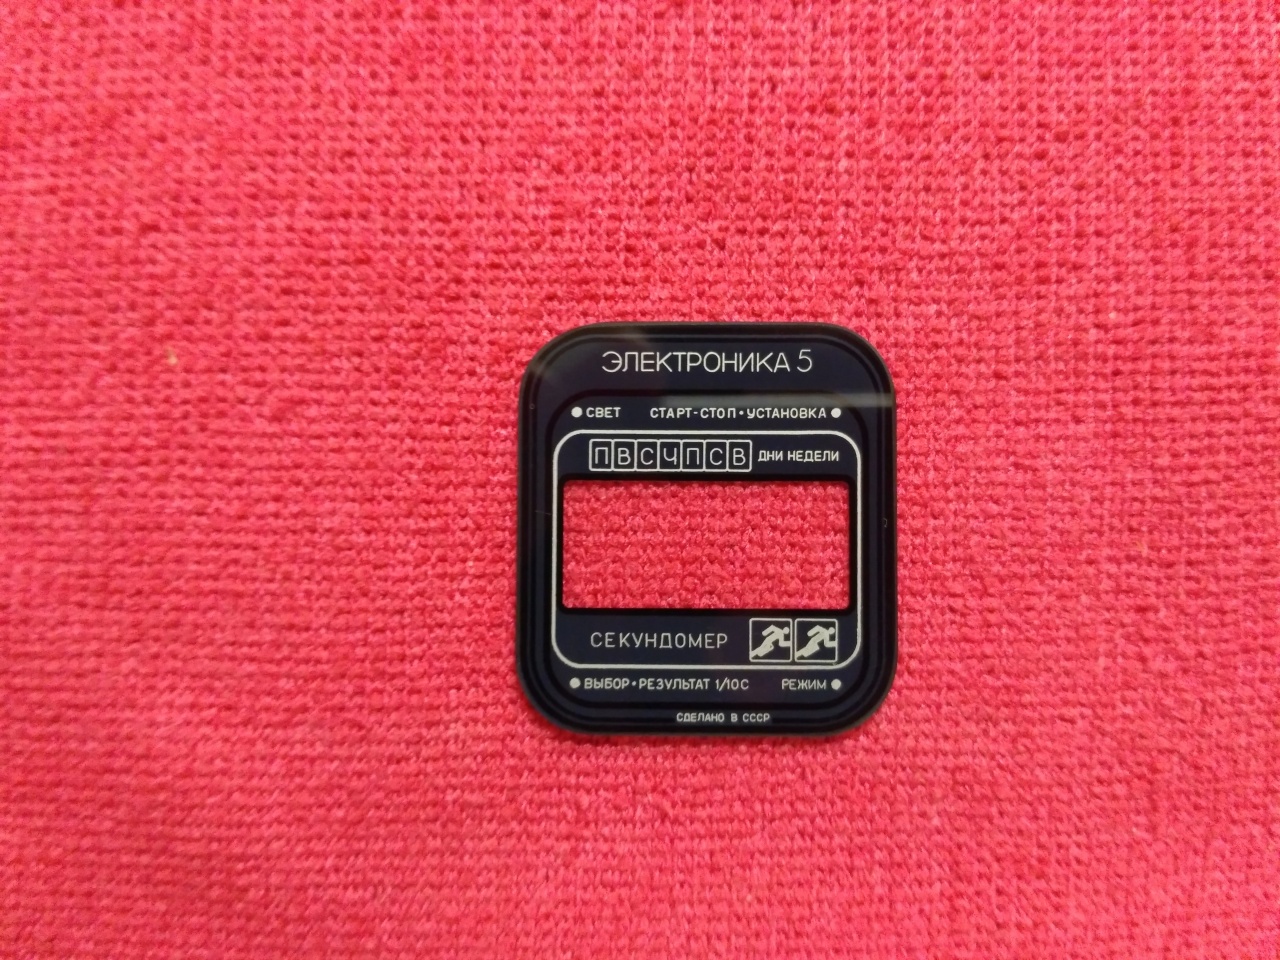 ЭЛЕКТРОНИКА 5
● СВЕТ СТАРТ-СТОП • УСТАНОВКА ●
ПВСЧПСВ ДНИ НЕДЕЛИ
СЕКУНДОМЕР
● ВЫБОР • РЕЗУЛЬТАТ 1/10С РЕЖИМ ●
СДЕЛАНО В СССР